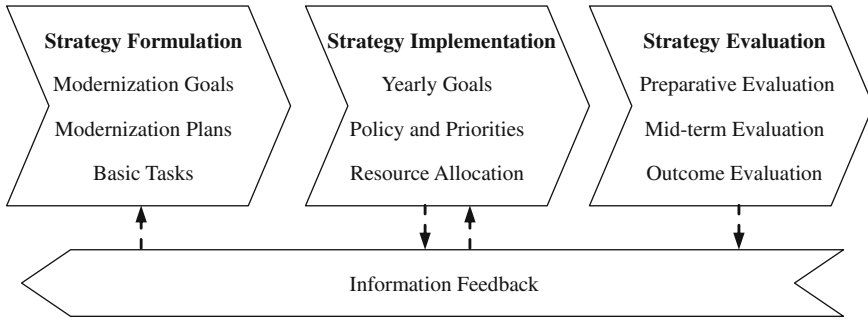 Strategy Formulation
Modernization Goals
Modernization Plans
Basic Tasks
Strategy Implementation
Yearly Goals
Policy and Priorities
Resource Allocation
Strategy Evaluation
Preparative Evaluation
Mid-term Evaluation
Outcome Evaluation
Information Feedback